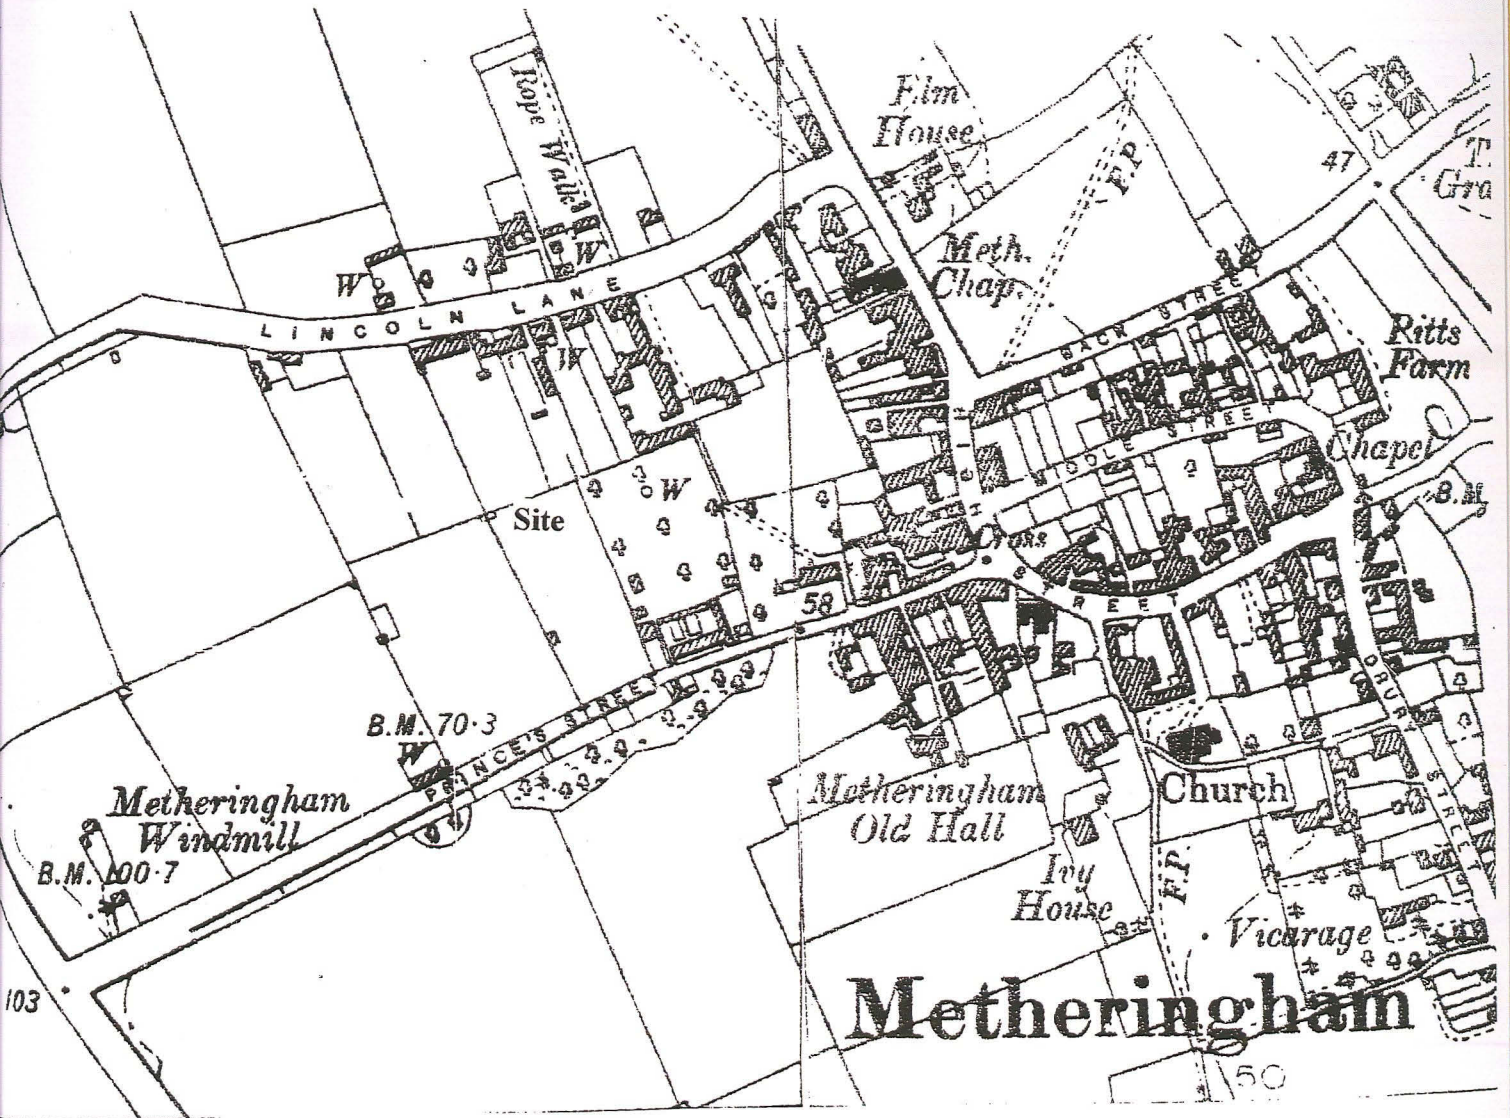 Elm
House
Rope Walk
F.P.
47
T.
Gra
W
W
Meth.
Chap.
LINCOLN LANE
BACK STREET
Ritts
Farm
W
MIDDLE STREET
Chapel
W
B.M.
Site
Cross
58
STREET
B.M. 70·3
W
PRINCE'S STREET
Metheringham
Windmill
B.M. 100·7
Metheringham
Old Hall
Church
STREET
Ivy
House
F.P.
Vicarage
103
Metheringham
50